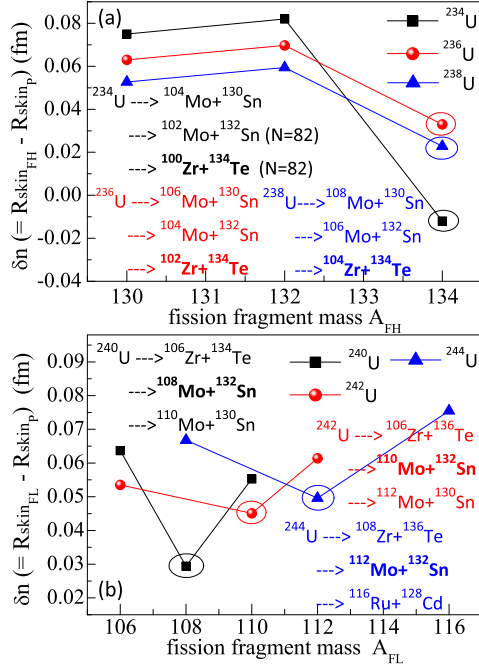 (a)
²³⁴U
²³⁶U
²³⁸U
δn (= Rskin_FH - Rskin_P) (fm)
0.08
0.06
0.04
0.02
0.00
-0.02
-0.04
²³⁴U ---> ¹⁰⁴Mo+¹³⁰Sn
---> ¹⁰²Mo+¹³²Sn (N=82)
---> ¹⁰⁰Zr+¹³⁴Te (N=82)
²³⁶U ---> ¹⁰⁶Mo+¹³⁰Sn
---> ¹⁰⁴Mo+¹³²Sn
---> ¹⁰²Zr+¹³⁴Te
²³⁸U---> ¹⁰⁸Mo+¹³⁰Sn
---> ¹⁰⁶Mo+¹³²Sn
---> ¹⁰⁴Zr+¹³⁴Te
130 131 132 133 134
fission fragment mass A_FH
δn (= Rskin_FL - Rskin_P) (fm)
0.09
0.08
0.07
0.06
0.05
0.04
0.03
0.02
²⁴⁰U ---> ¹⁰⁶Zr+¹³⁴Te
---> ¹⁰⁸Mo+¹³²Sn
---> ¹¹⁰Mo+¹³⁰Sn
²⁴⁰U
²⁴²U
²⁴⁴U
²⁴²U ---> ¹⁰⁶Zr+¹³⁶Te
---> ¹¹⁰Mo+¹³²Sn
---> ¹¹²Mo+¹³⁰Sn
²⁴⁴U ---> ¹⁰⁸Zr+¹³⁶Te
---> ¹¹²Mo+¹³²Sn
---> ¹¹⁶Ru+¹²⁸Cd
(b)
106 108 110 112 114 116
fission fragment mass A_FL